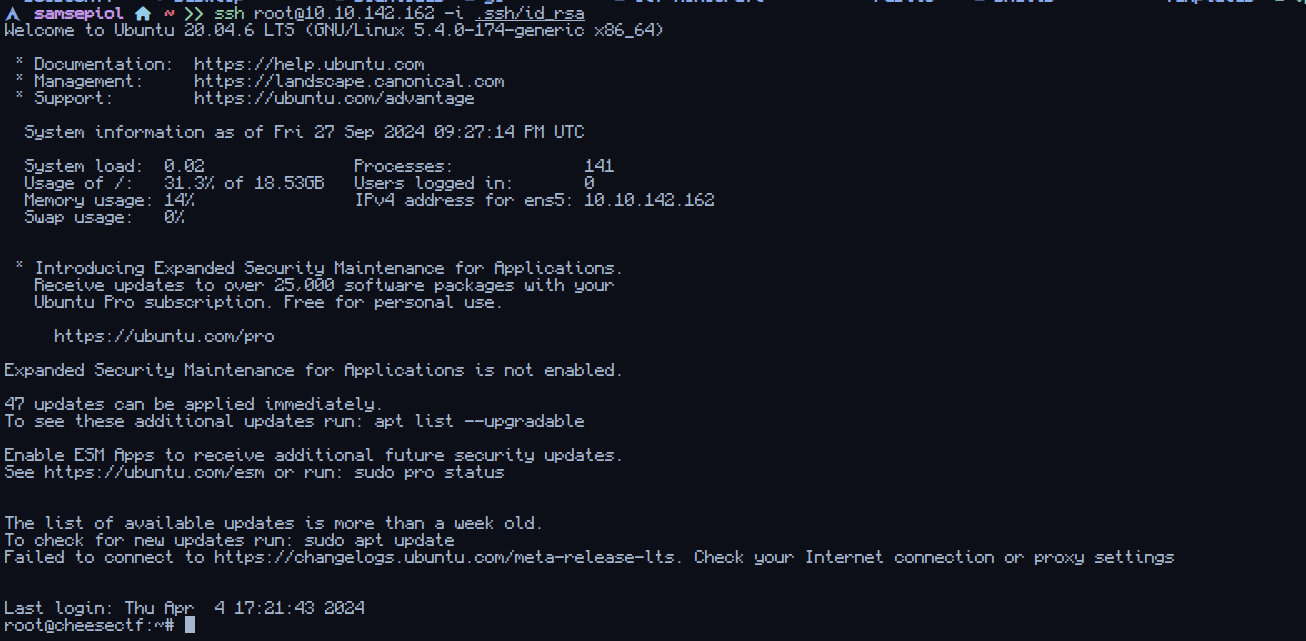 samsepiol ~ >> ssh root@10.10.142.162 -i .ssh/id_rsa
Welcome to Ubuntu 20.04.6 LTS (GNU/Linux 5.4.0-174-generic x86_64)
* Documentation:  https://help.ubuntu.com
* Management:     https://landscape.canonical.com
* Support:        https://ubuntu.com/advantage
System information as of Fri 27 Sep 2024 09:27:14 PM UTC
System load:  0.02               Processes:             141
Usage of /:   31.3% of 18.53GB   Users logged in:       0
Memory usage: 14%                IPv4 address for ens5: 10.10.142.162
Swap usage:   0%
* Introducing Expanded Security Maintenance for Applications.
Receive updates to over 25,000 software packages with your
Ubuntu Pro subscription. Free for personal use.
https://ubuntu.com/pro
Expanded Security Maintenance for Applications is not enabled.
47 updates can be applied immediately.
To see these additional updates run: apt list --upgradable
Enable ESM Apps to receive additional future security updates.
See https://ubuntu.com/esm or run: sudo pro status
The list of available updates is more than a week old.
To check for new updates run: sudo apt update
Failed to connect to https://changelogs.ubuntu.com/meta-release-lts. Check your Internet connection or proxy settings
Last login: Thu Apr  4 17:21:43 2024
root@cheesectf:~#